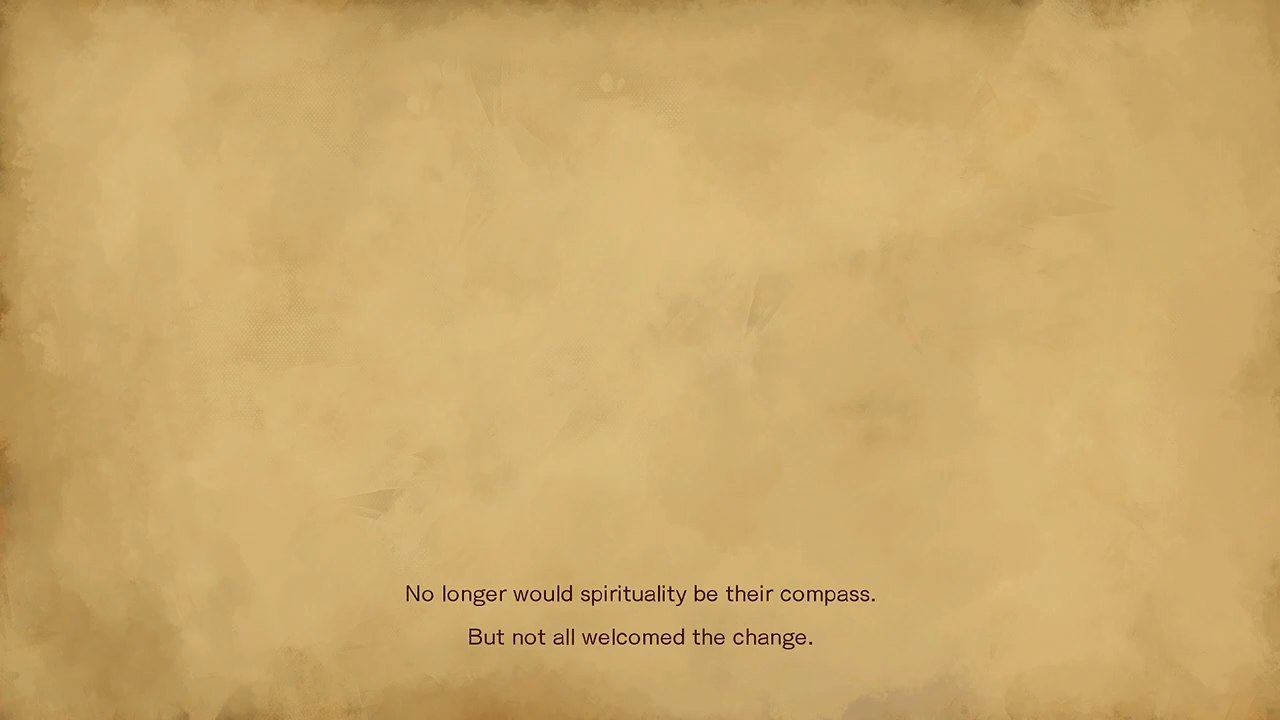 No longer would spirituality be their compass.
But not all welcomed the change.